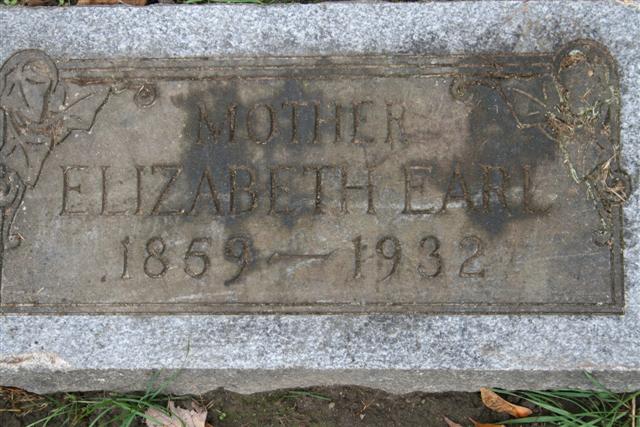 MOTHER
ELIZABETH EARL
1859 — 1932